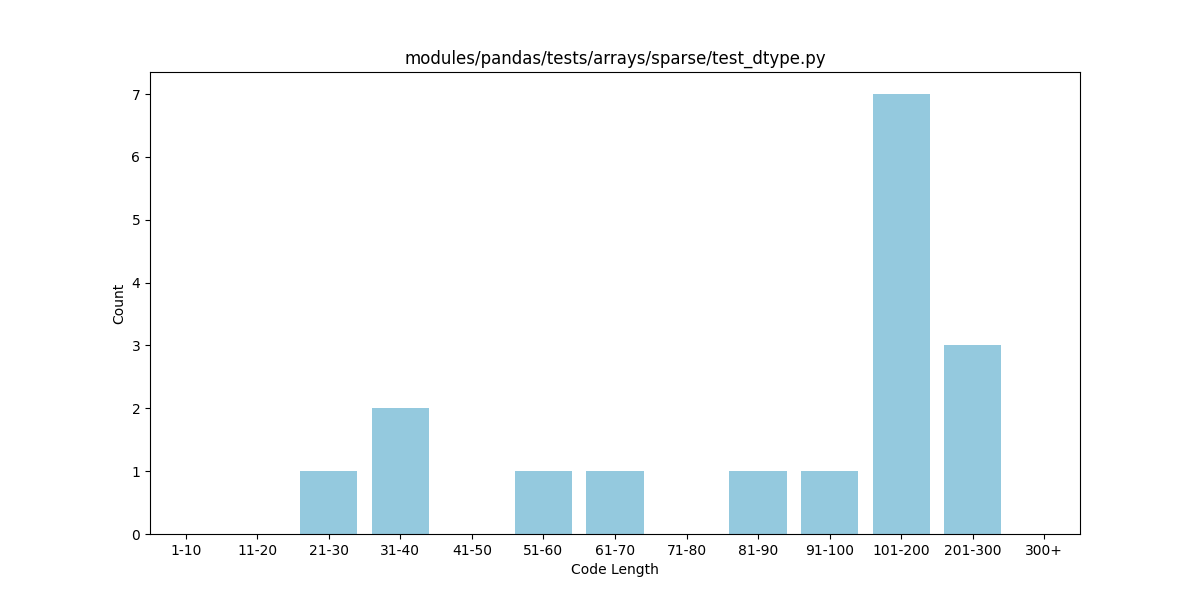 modules/pandas/tests/arrays/sparse/test_dtype.py
7
6
5
4
3
2
1
0
Count
1-10 11-20 21-30 31-40 41-50 51-60 61-70 71-80 81-90 91-100 101-200 201-300 300+
Code Length